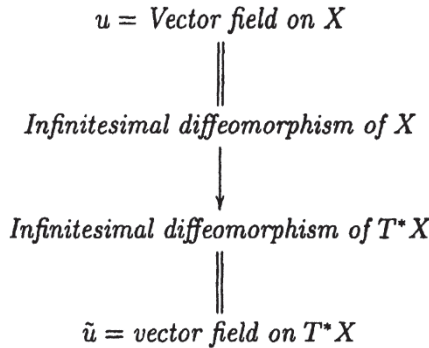 u = Vector field on X
Infinitesimal diffeomorphism of X
Infinitesimal diffeomorphism of T* X
ũ = vector field on T* X